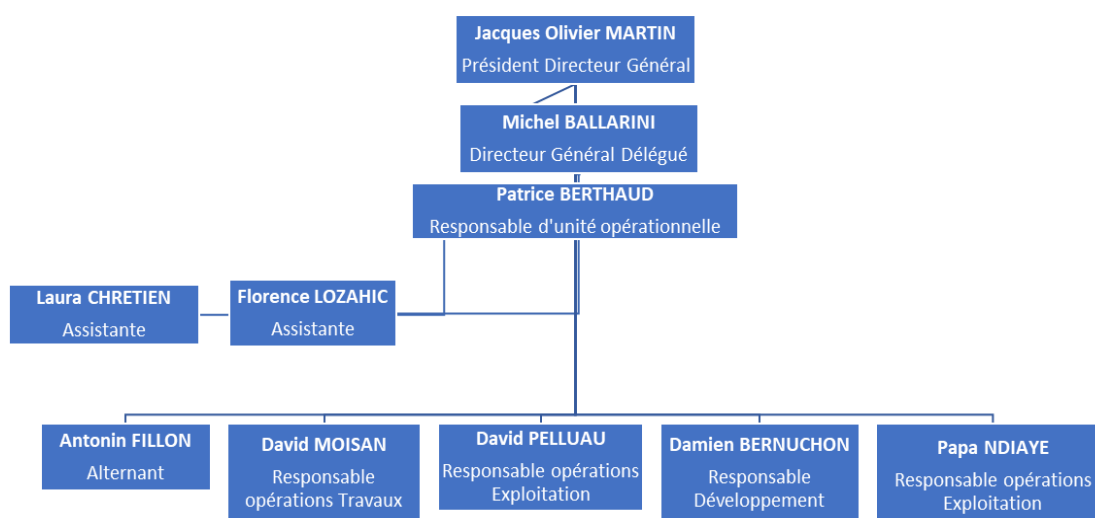 Jacques Olivier MARTIN
Président Directeur Général
Michel BALLARINI
Directeur Général Délégué
Patrice BERTHAUD
Responsable d'unité opérationnelle
Laura CHRETIEN
Assistante
Florence LOZAHIC
Assistante
Antonin FILLON
Alternant
David MOISAN
Responsable
opérations Travaux
David PELLUAU
Responsable opérations
Exploitation
Damien BERNUCHON
Responsable
Développement
Papa NDIAYE
Responsable opérations
Exploitation